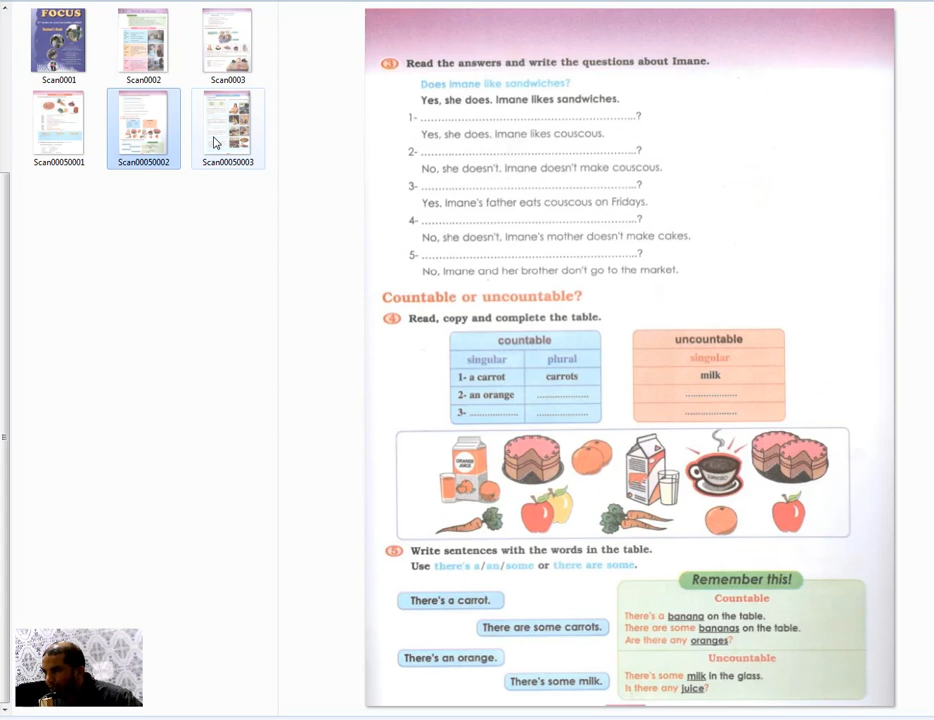 FOCUS
Scan0001
Scan0002
Scan0003
Scan00050001
Scan00050002
Scan00050003
3 Read the answers and write the questions about Imane.
Does Imane like sandwiches?
Yes, she does. Imane likes sandwiches.
1- ............................................................?
Yes, she does, Imane likes couscous.
2- ............................................................?
No, she doesn't, Imane doesn't make couscous.
3- ............................................................?
Yes, Imane's father eats couscous on Fridays.
4- ............................................................?
No, she doesn't, Imane's mother doesn't make cakes.
5- ............................................................?
No, Imane and her brother don't go to the market.
Countable or uncountable?
4 Read, copy and complete the table.
countable
singular plural
1- a carrot carrots
2- an orange ....................
3- .................. ....................
uncountable
singular
milk
....................
....................
ORANGE JUICE
5 Write sentences with the words in the table.
Use there's a/an/some or there are some.
There's a carrot.
There are some carrots.
There's an orange.
There's some milk.
Remember this!
Countable
There's a banana on the table.
There are some bananas on the table.
Are there any oranges?
Uncountable
There's some milk in the glass.
Is there any juice?